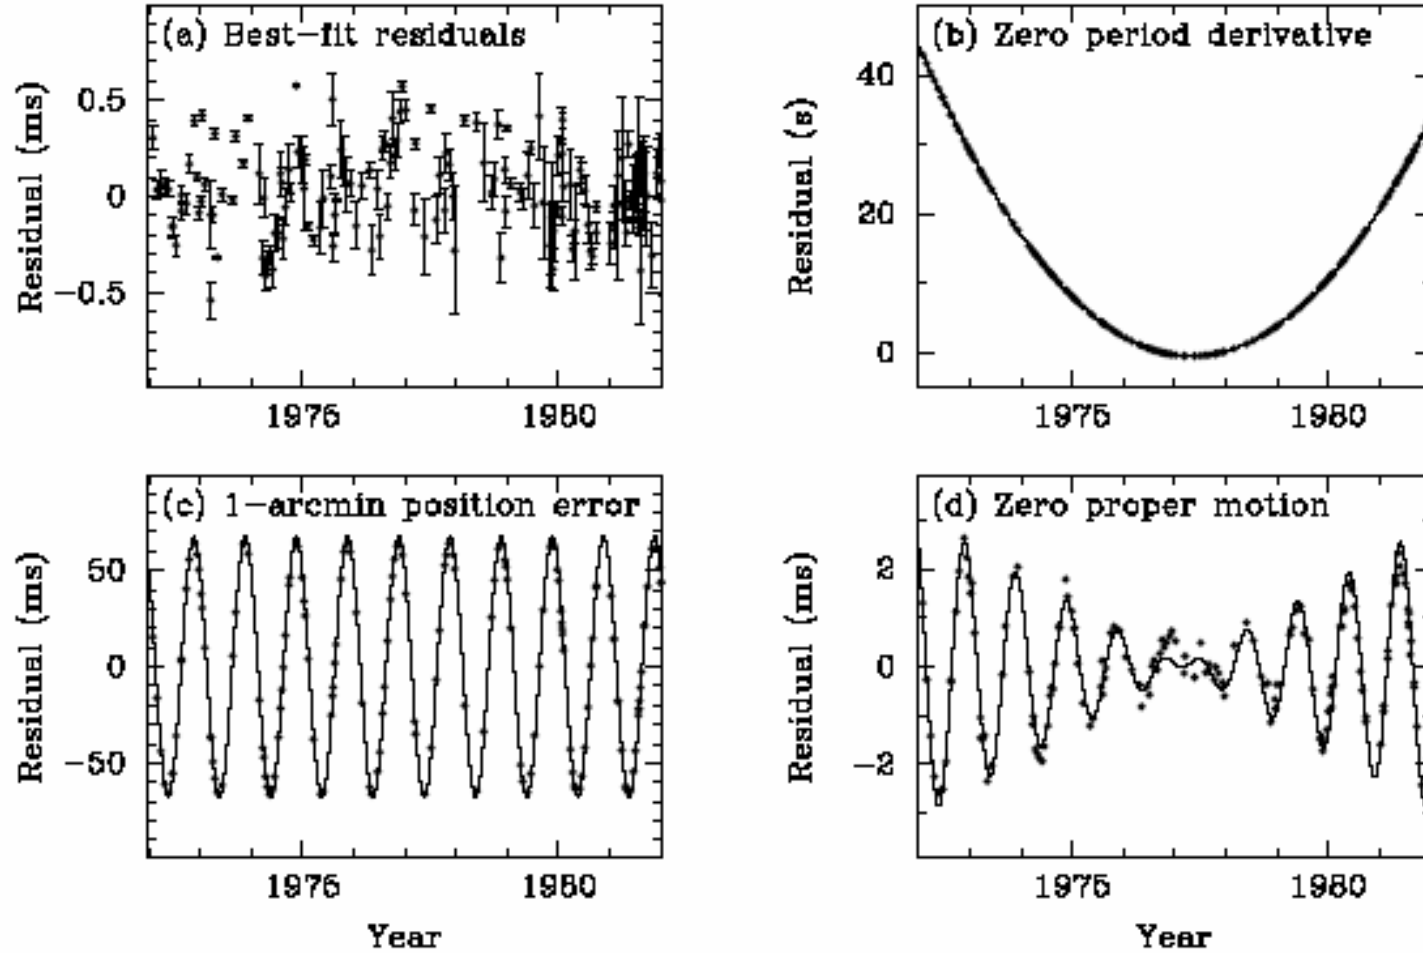 (a) Best-fit residuals
Residual (ms)
0.5
0
-0.5
1975
1980
(b) Zero period derivative
Residual (s)
40
20
0
1975
1980
(c) 1-arcmin position error
Residual (ms)
50
0
-50
1975
1980
Year
(d) Zero proper motion
Residual (ms)
2
0
-2
1975
1980
Year